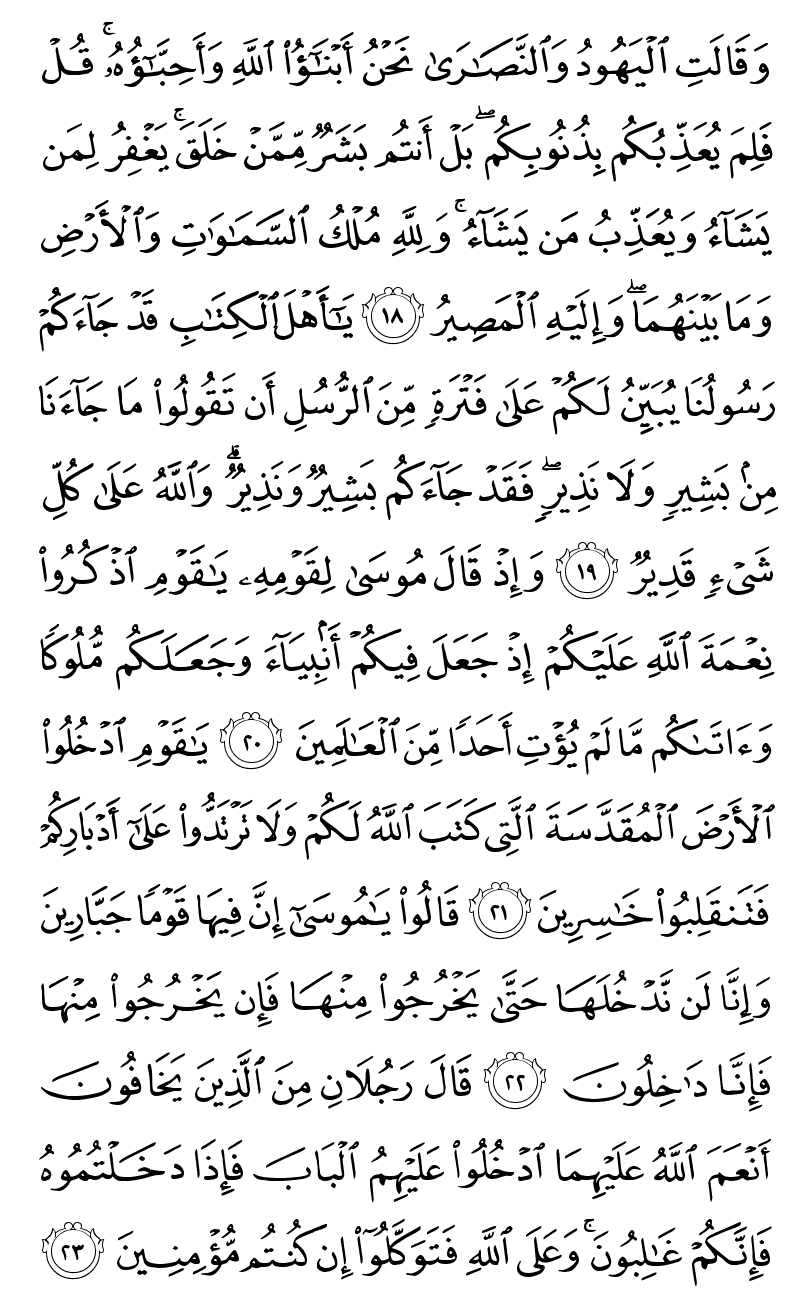 وَقَالَتِ ٱلۡيَهُودُ وَٱلنَّصَٰرَىٰ نَحۡنُ أَبۡنَٰٓؤُاْ ٱللَّهِ وَأَحِبَّٰٓؤُهُۥۚ قُلۡ
فَلِمَ يُعَذِّبُكُم بِذُنُوبِكُمۖ بَلۡ أَنتُم بَشَرٞ مِّمَّنۡ خَلَقَۚ يَغۡفِرُ لِمَن
يَشَآءُ وَيُعَذِّبُ مَن يَشَآءُۚ وَلِلَّهِ مُلۡكُ ٱلسَّمَٰوَٰتِ وَٱلۡأَرۡضِ
وَمَا بَيۡنَهُمَاۖ وَإِلَيۡهِ ٱلۡمَصِيرُ ١٨ يَٰٓأَهۡلَ ٱلۡكِتَٰبِ قَدۡ جَآءَكُمۡ
رَسُولُنَا يُبَيِّنُ لَكُمۡ عَلَىٰ فَتۡرَةٖ مِّنَ ٱلرُّسُلِ أَن تَقُولُواْ مَا جَآءَنَا
مِنۢ بَشِيرٖ وَلَا نَذِيرٖۖ فَقَدۡ جَآءَكُم بَشِيرٞ وَنَذِيرٞۗ وَٱللَّهُ عَلَىٰ كُلِّ
شَيۡءٖ قَدِيرٞ ١٩ وَإِذۡ قَالَ مُوسَىٰ لِقَوۡمِهِۦ يَٰقَوۡمِ ٱذۡكُرُواْ
نِعۡمَةَ ٱللَّهِ عَلَيۡكُمۡ إِذۡ جَعَلَ فِيكُمۡ أَنۢبِيَآءَ وَجَعَلَكُم مُّلُوكٗا
وَءَاتَىٰكُم مَّا لَمۡ يُؤۡتِ أَحَدٗا مِّنَ ٱلۡعَٰلَمِينَ ٢٠ يَٰقَوۡمِ ٱدۡخُلُواْ
ٱلۡأَرۡضَ ٱلۡمُقَدَّسَةَ ٱلَّتِي كَتَبَ ٱللَّهُ لَكُمۡ وَلَا تَرۡتَدُّواْ عَلَىٰٓ أَدۡبَارِكُمۡ
فَتَنقَلِبُواْ خَٰسِرِينَ ٢١ قَالُواْ يَٰمُوسَىٰٓ إِنَّ فِيهَا قَوۡمٗا جَبَّارِينَ
وَإِنَّا لَن نَّدۡخُلَهَا حَتَّىٰ يَخۡرُجُواْ مِنۡهَا فَإِن يَخۡرُجُواْ مِنۡهَا
فَإِنَّا دَٰخِلُونَ ٢٢ قَالَ رَجُلَانِ مِنَ ٱلَّذِينَ يَخَافُونَ
أَنۡعَمَ ٱللَّهُ عَلَيۡهِمَا ٱدۡخُلُواْ عَلَيۡهِمُ ٱلۡبَابَ فَإِذَا دَخَلۡتُمُوهُ
فَإِنَّكُمۡ غَٰلِبُونَۚ وَعَلَى ٱللَّهِ فَتَوَكَّلُوٓاْ إِن كُنتُم مُّؤۡمِنِينَ ٢٣